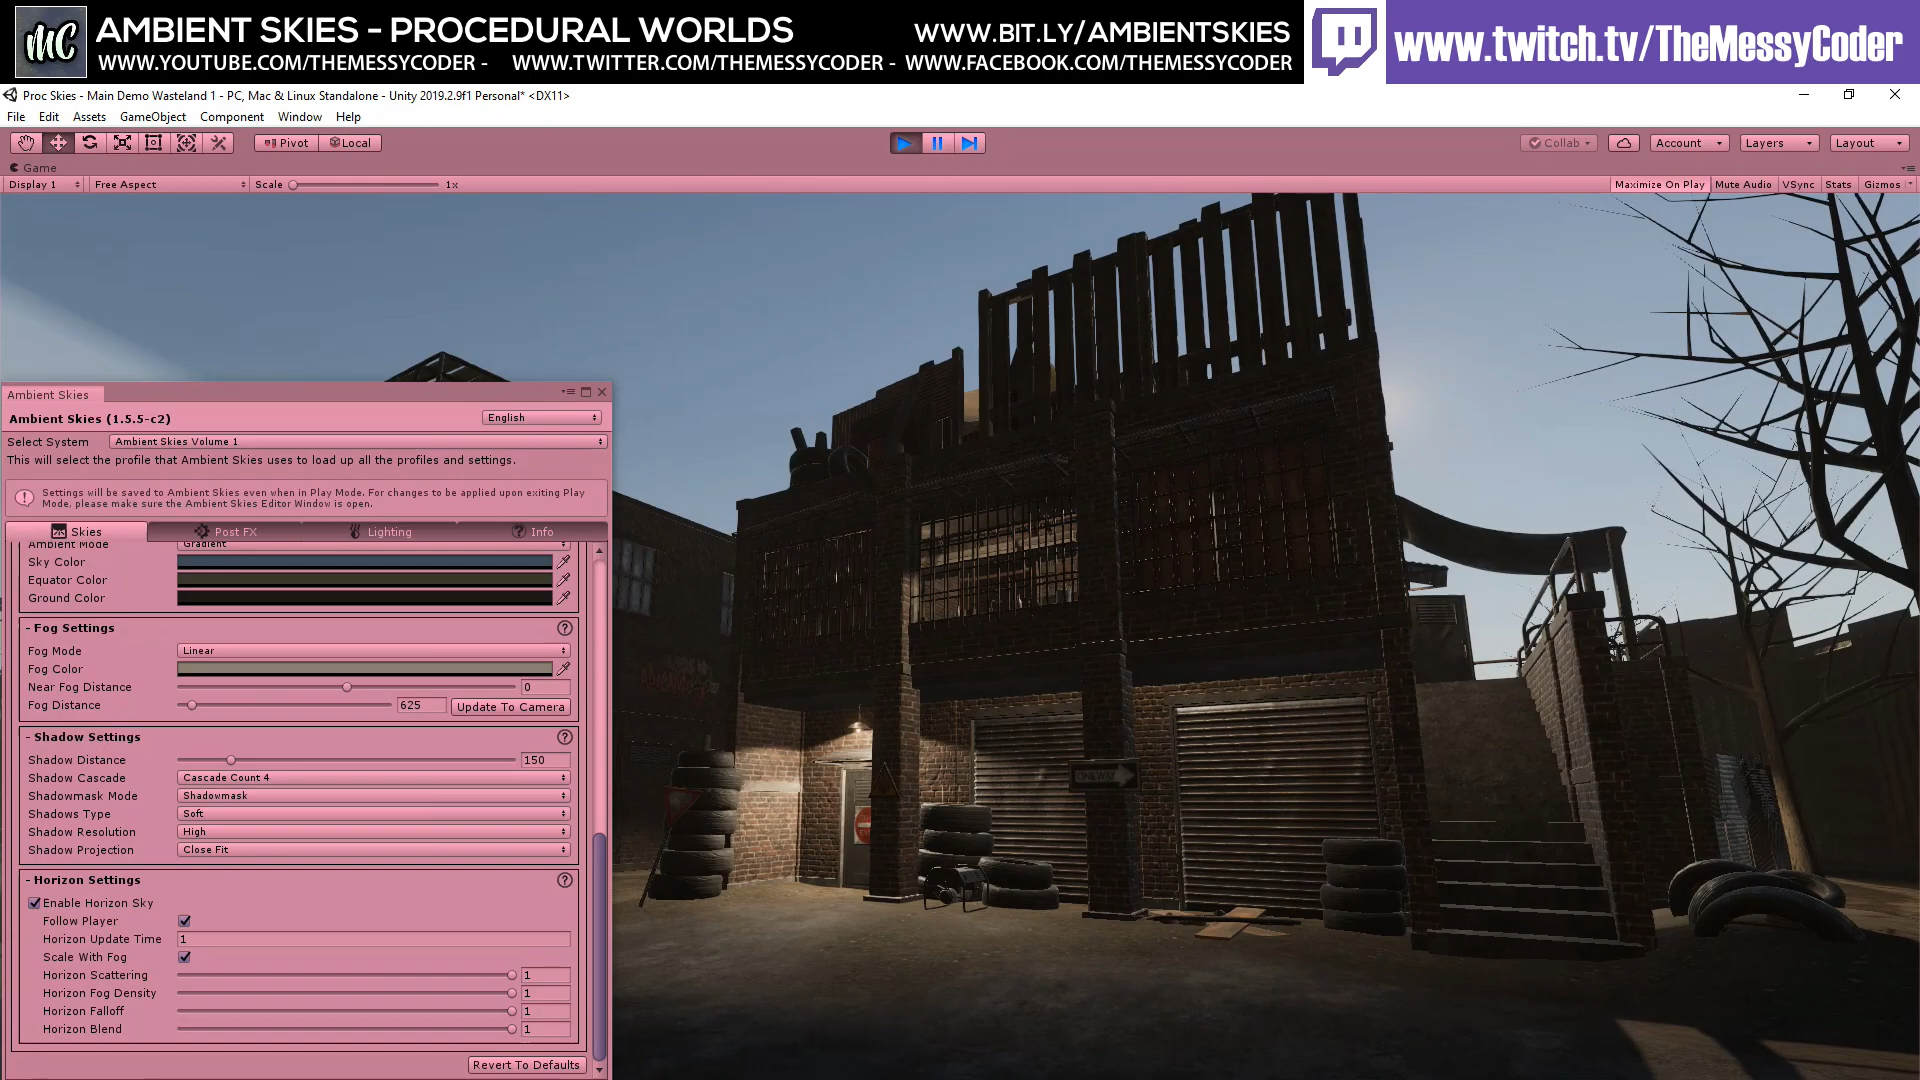 MC
AMBIENT SKIES - PROCEDURAL WORLDS
WWW.BIT.LY/AMBIENTSKIES
WWW.YOUTUBE.COM/THEMESSYCODER - WWW.TWITTER.COM/THEMESSYCODER - WWW.FACEBOOK.COM/THEMESSYCODER
www.twitch.tv/TheMessyCoder
Proc Skies - Main Demo Wasteland 1 - PC, Mac & Linux Standalone - Unity 2019.2.9f1 Personal* <DX11>
File Edit Assets GameObject Component Window Help
Pivot Local Collab Account Layers Layout
Game
Display 1 Free Aspect Scale 1x Maximize On Play Mute Audio VSync Stats Gizmos
Ambient Skies
Ambient Skies (1.5.5-c2) English
Select System Ambient Skies Volume 1
This will select the profile that Ambient Skies uses to load up all the profiles and settings.
Settings will be saved to Ambient Skies even when in Play Mode. For changes to be applied upon exiting Play
Mode, please make sure the Ambient Skies Editor Window is open.
Skies Post FX Lighting Info
Ambient Mode Gradient
Sky Color
Equator Color
Ground Color
- Fog Settings
Fog Mode Linear
Fog Color
Near Fog Distance 0
Fog Distance 625 Update To Camera
- Shadow Settings
Shadow Distance 150
Shadow Cascade Cascade Count 4
Shadowmask Mode Shadowmask
Shadows Type Soft
Shadow Resolution High
Shadow Projection Close Fit
- Horizon Settings
Enable Horizon Sky
Follow Player
Horizon Update Time 1
Scale With Fog
Horizon Scattering 1
Horizon Fog Density 1
Horizon Falloff 1
Horizon Blend 1
Revert To Defaults